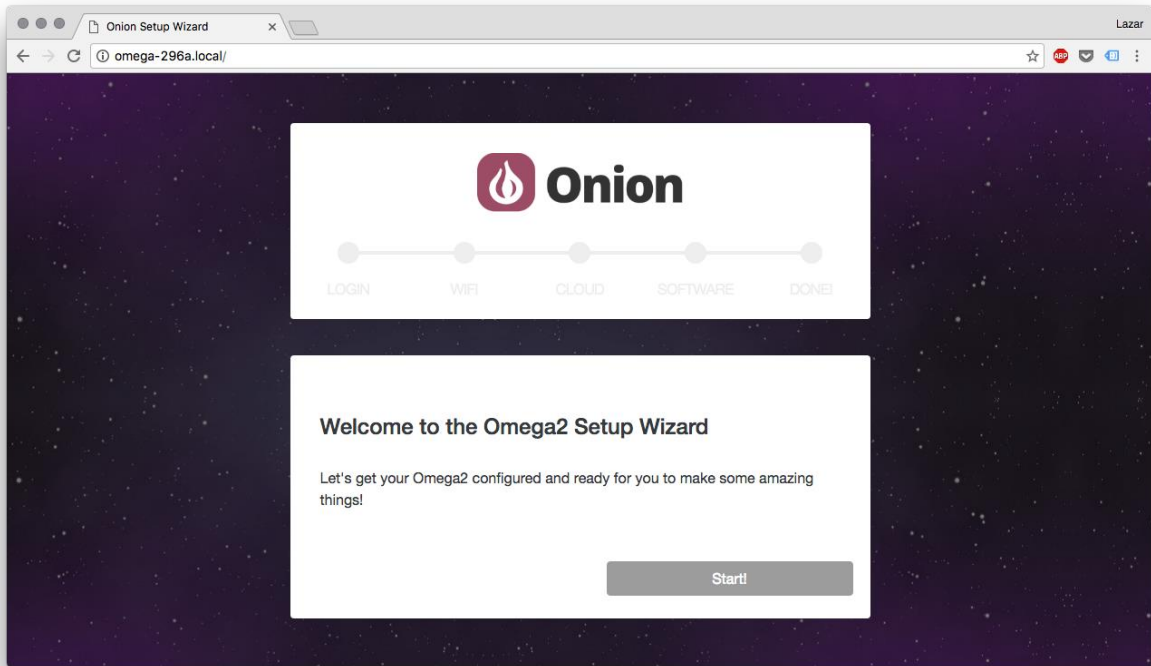 Onion Setup Wizard
Lazar
omega-296a.local/
ABP
Onion
LOGIN WIFI CLOUD SOFTWARE DONE!
Welcome to the Omega2 Setup Wizard
Let's get your Omega2 configured and ready for you to make some amazing
things!
Start!